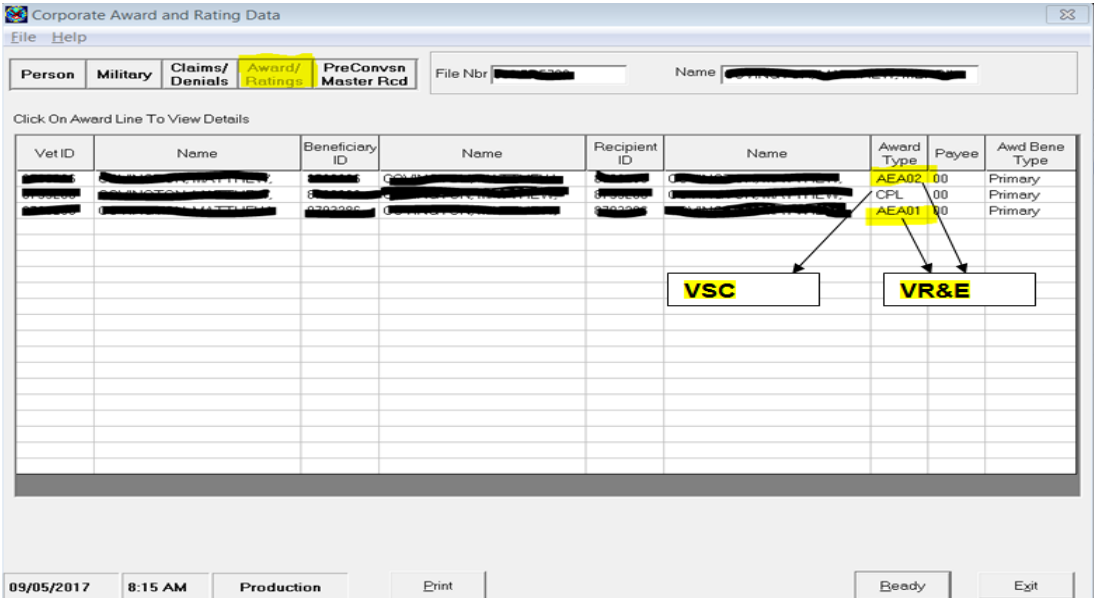 Corporate Award and Rating Data
File Help
Person Military Claims/ Denials Award/ Ratings PreConvsn Master Rcd File Nbr Name
Click On Award Line To View Details
Vet ID Name Beneficiary ID Name Recipient ID Name Award Type Payee Awd Bene Type
AEA02 00 Primary
CPL 00 Primary
AEA01 00 Primary
VSC VR&E
09/05/2017 8:15 AM Production Print Ready Exit